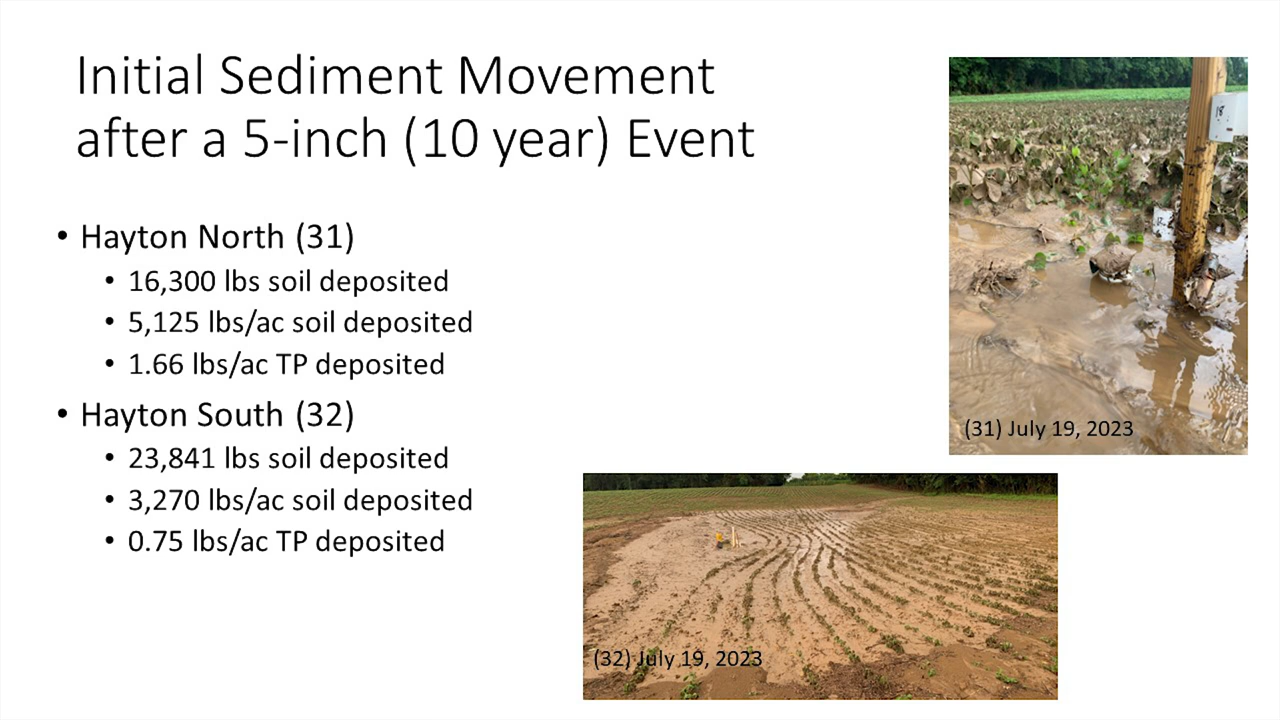 Initial Sediment Movement
after a 5-inch (10 year) Event
• Hayton North (31)
• 16,300 lbs soil deposited
• 5,125 lbs/ac soil deposited
• 1.66 lbs/ac TP deposited
• Hayton South (32)
• 23,841 lbs soil deposited
• 3,270 lbs/ac soil deposited
• 0.75 lbs/ac TP deposited
18
(31) July 19, 2023
(32) July 19, 2023